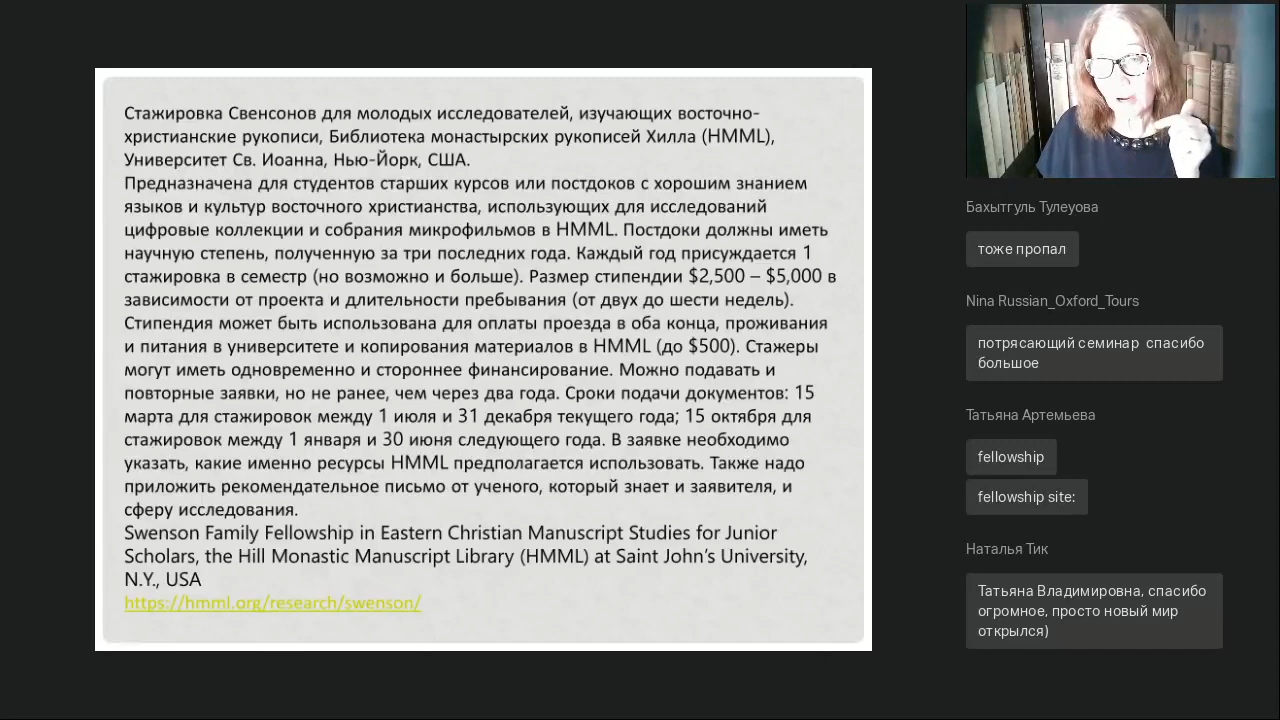 Стажировка Свенсонов для молодых исследователей, изучающих восточно-
христианские рукописи, Библиотека монастырских рукописей Хилла (HMML),
Университет Св. Иоанна, Нью-Йорк, США.
Предназначена для студентов старших курсов или постдоков с хорошим знанием
языков и культур восточного христианства, использующих для исследований
цифровые коллекции и собрания микрофильмов в HMML. Постдоки должны иметь
научную степень, полученную за три последних года. Каждый год присуждается 1
стажировка в семестр (но возможно и больше). Размер стипендии $2,500 – $5,000 в
зависимости от проекта и длительности пребывания (от двух до шести недель).
Стипендия может быть использована для оплаты проезда в оба конца, проживания
и питания в университете и копирования материалов в HMML (до $500). Стажеры
могут иметь одновременно и стороннее финансирование. Можно подавать и
повторные заявки, но не ранее, чем через два года. Сроки подачи документов: 15
марта для стажировок между 1 июля и 31 декабря текущего года; 15 октября для
стажировок между 1 января и 30 июня следующего года. В заявке необходимо
указать, какие именно ресурсы HMML предполагается использовать. Также надо
приложить рекомендательное письмо от ученого, который знает и заявителя, и
сферу исследования.
Swenson Family Fellowship in Eastern Christian Manuscript Studies for Junior
Scholars, the Hill Monastic Manuscript Library (HMML) at Saint John's University,
N.Y., USA
https://hmml.org/research/swenson/
Бахытгуль Тулеуова
тоже пропал
Nina Russian_Oxford_Tours
потрясающий семинар спасибо
большое
Татьяна Артемьева
fellowship
fellowship site:
Наталья Тик
Татьяна Владимировна, спасибо
огромное, просто новый мир
открылся)